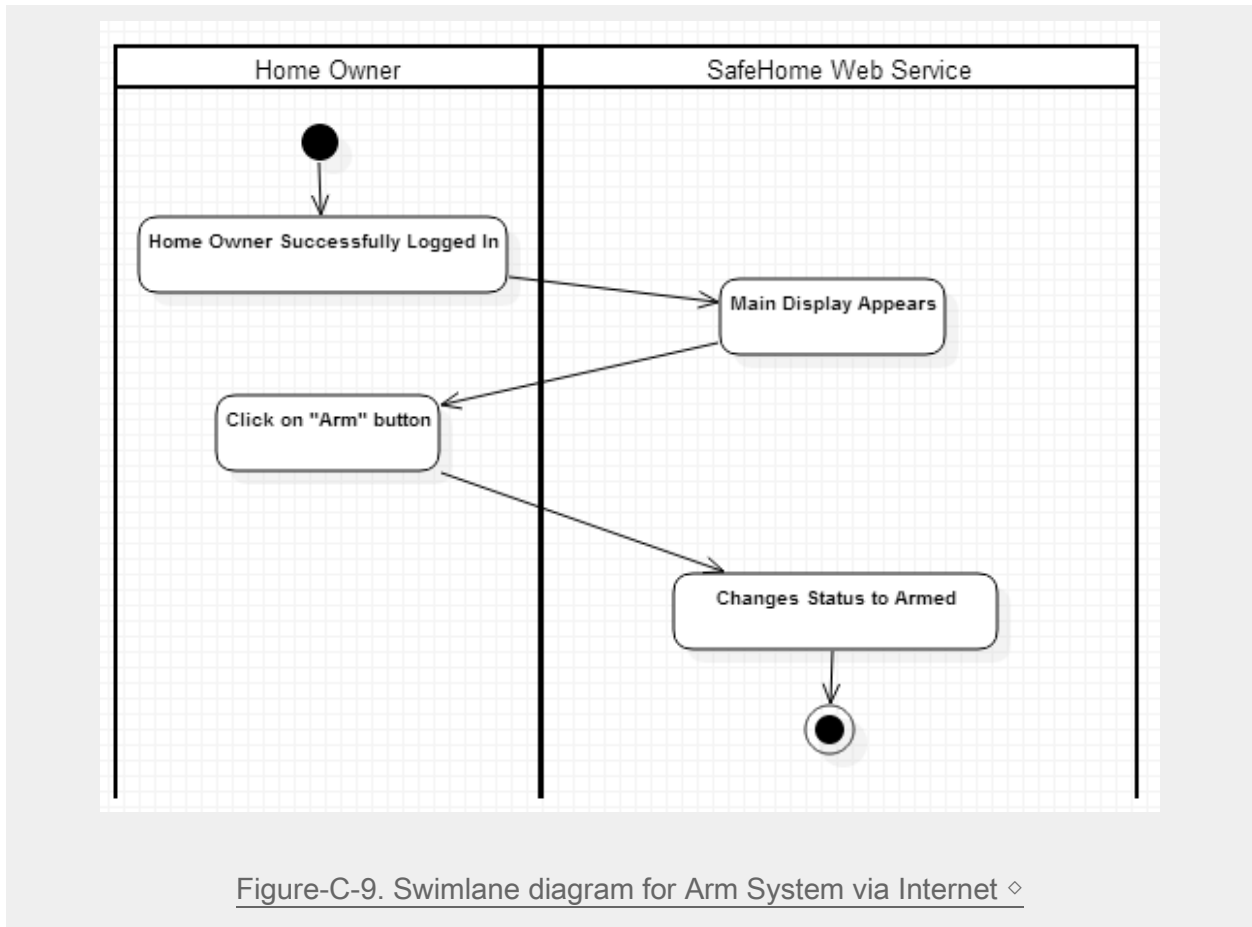 Home Owner
SafeHome Web Service
Home Owner Successfully Logged In
Main Display Appears
Click on "Arm" button
Changes Status to Armed
Figure-C-9. Swimlane diagram for Arm System via Internet ◇